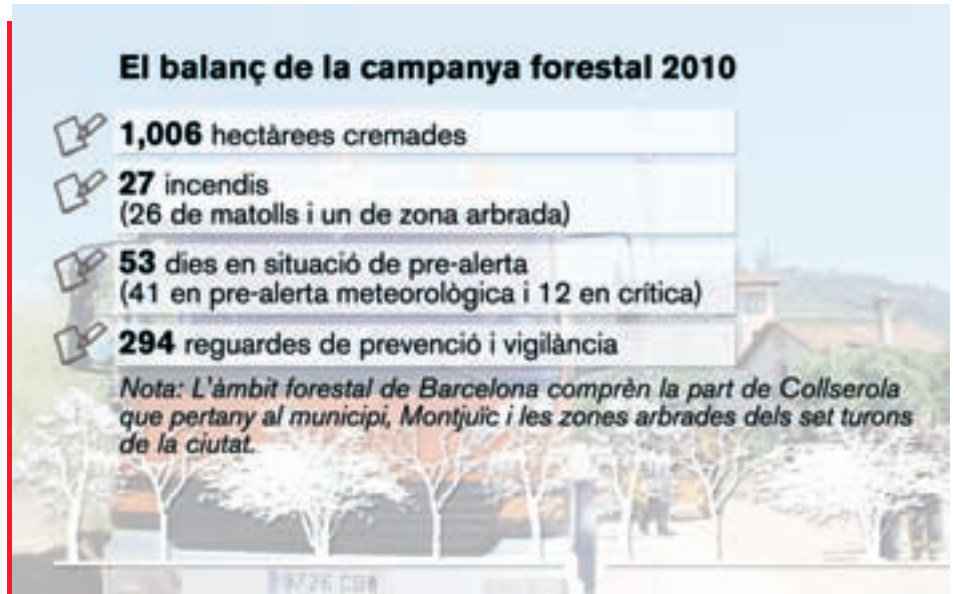 El balanç de la campanya forestal 2010
1,006 hectàrees cremades
27 incendis
(26 de matolls i un de zona arbrada)
53 dies en situació de pre-alerta
(41 en pre-alerta meteorològica i 12 en crítica)
294 reguardes de prevenció i vigilància
Nota: L'àmbit forestal de Barcelona comprèn la part de Collserola
que pertany al municipi, Montjuïc i les zones arbrades dels set turons
de la ciutat.